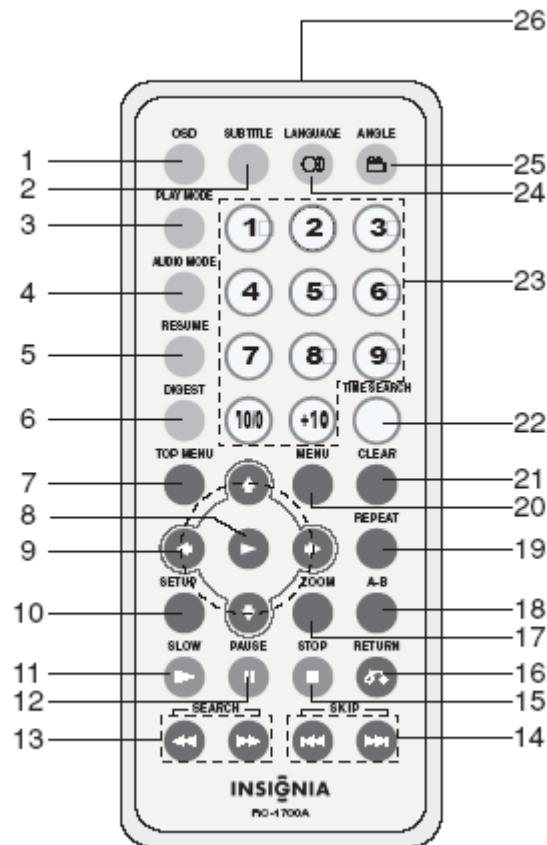 26
OSD SUBTITLE LANGUAGE ANGLE
1
2
25
24
PLAY MODE
3
1 2 3
AUDIO MODE
4
4 5 6
23
RESUME
5
7 8 9
DIGEST
TIME SEARCH
6
10/0 +10
22
TOP MENU MENU CLEAR
7
21
20
8
REPEAT
9
19
SETUP ZOOM A-B
10
18
17
SLOW PAUSE STOP RETURN
11
16
12
15
SEARCH SKIP
13
14
INSIGNIA
RC-1700A